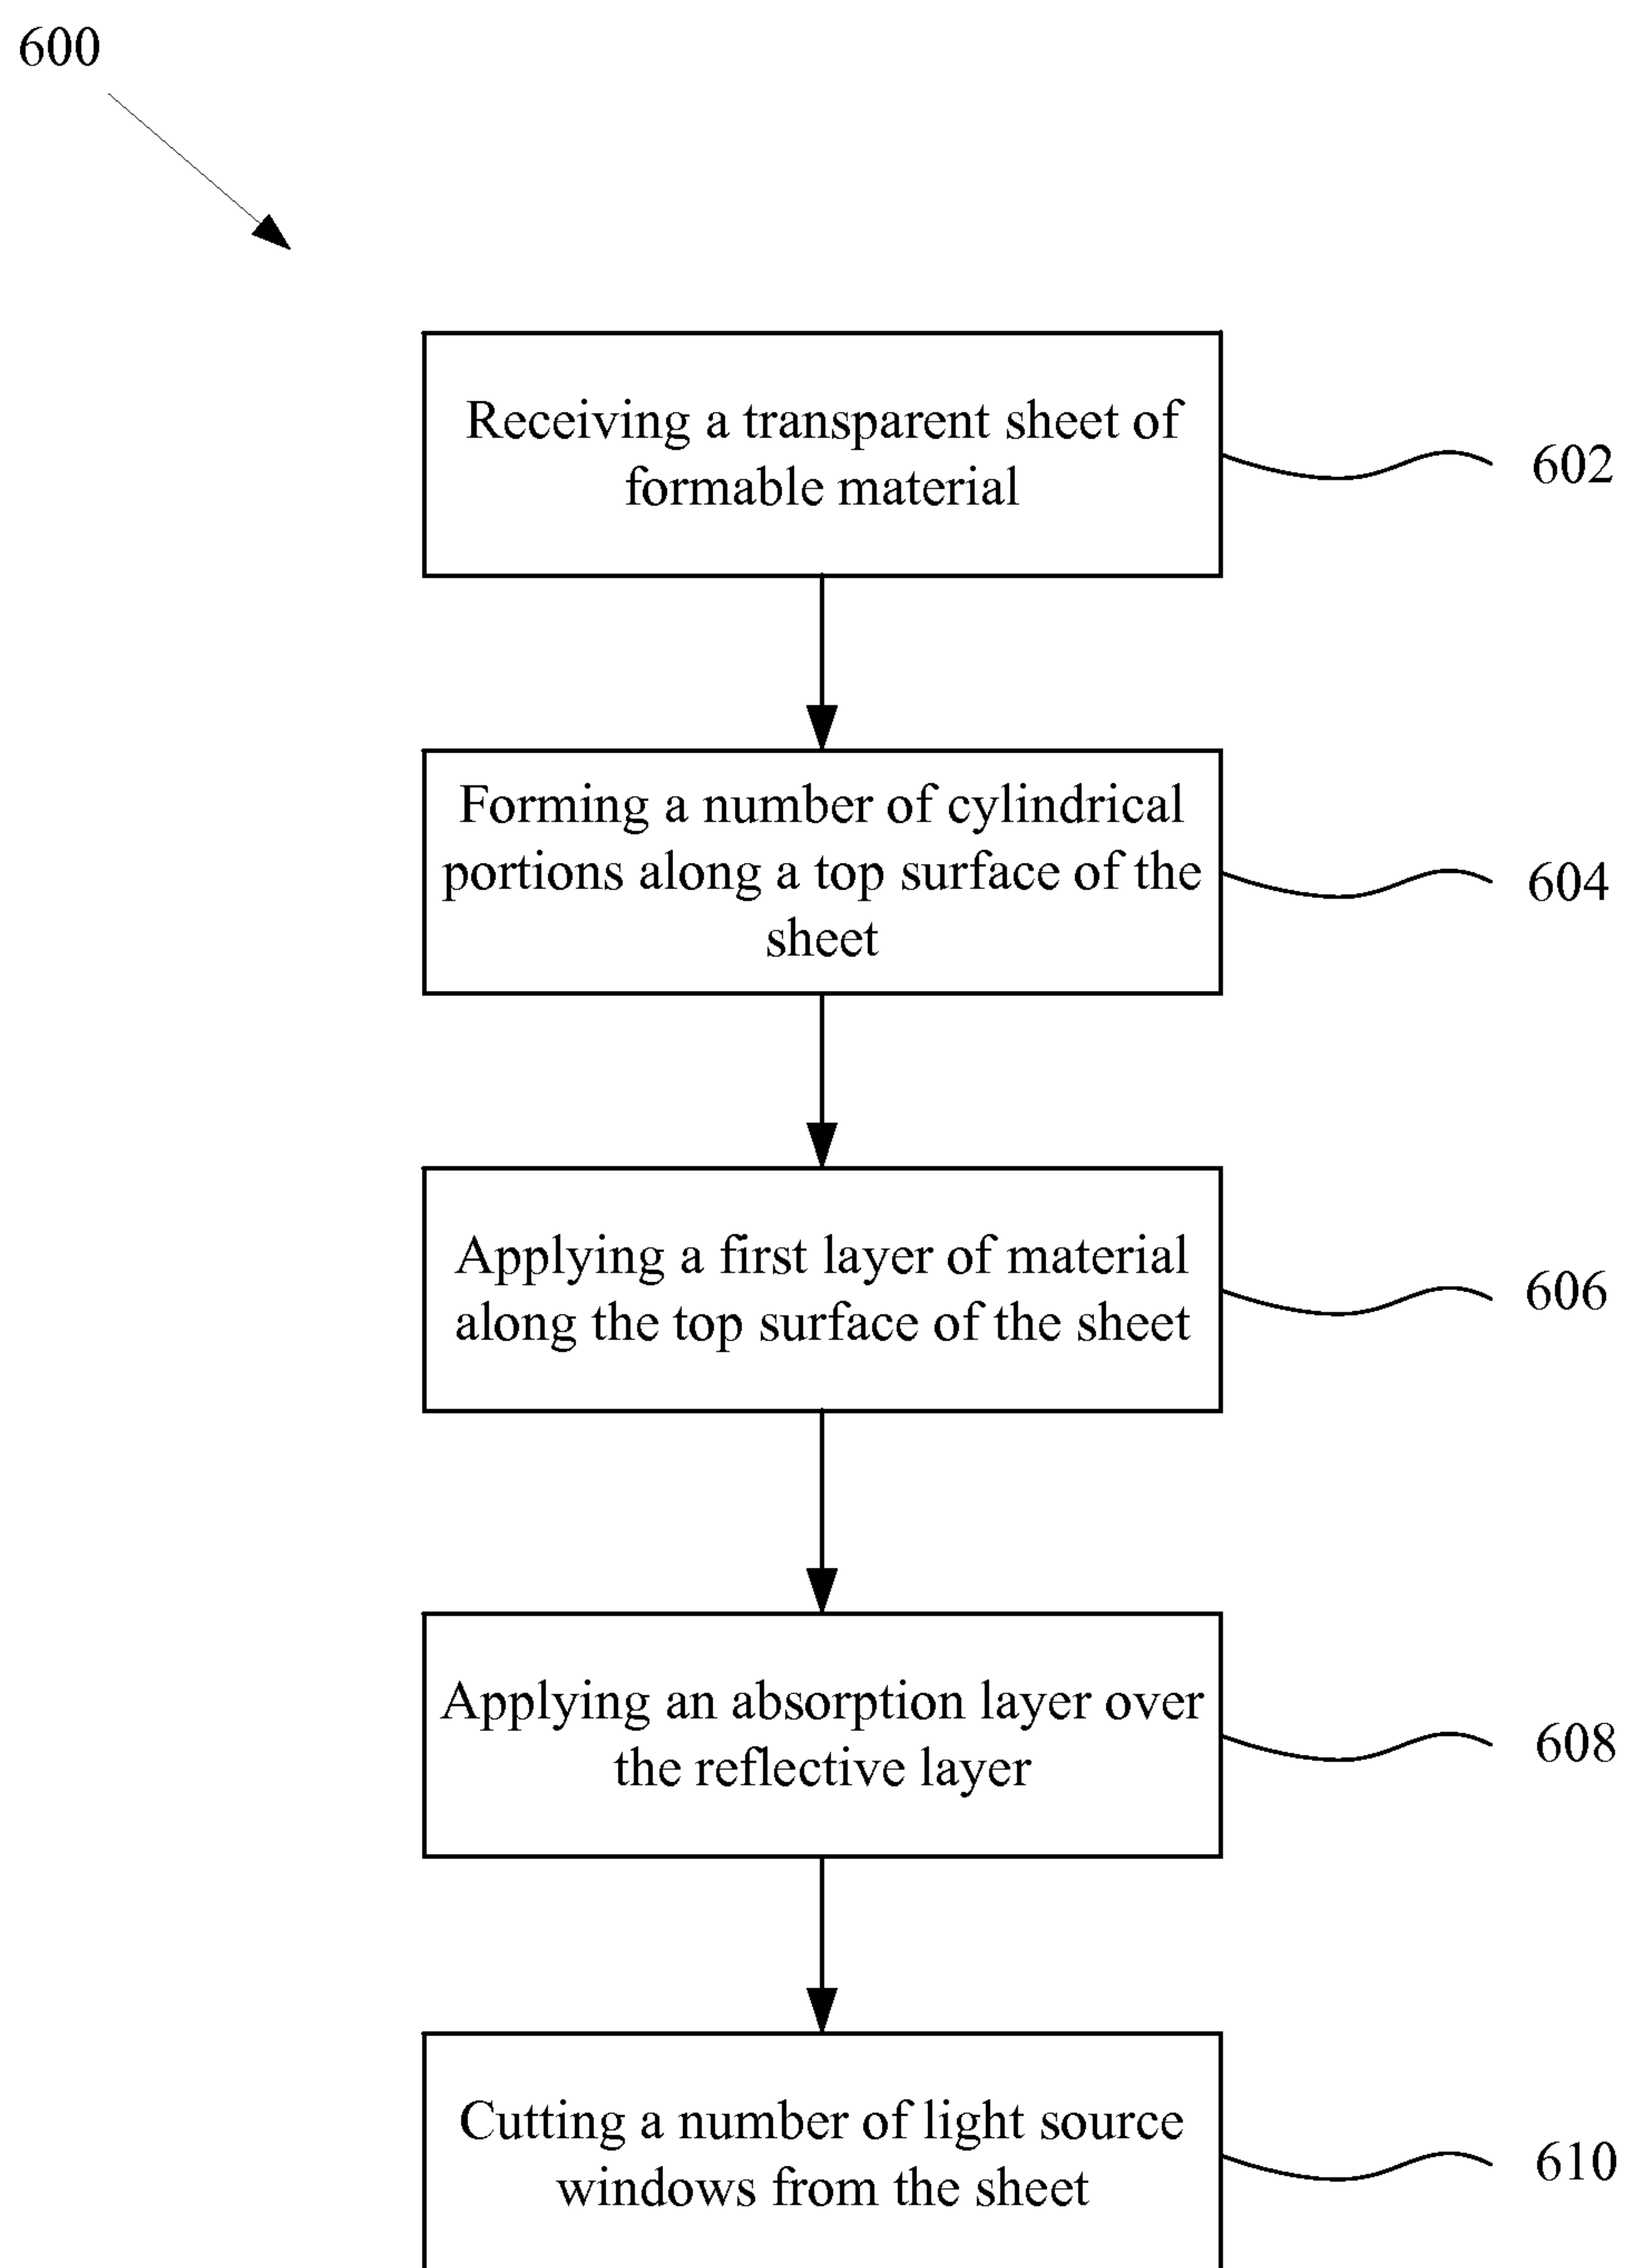 600
Receiving a transparent sheet of
formable material
602
Forming a number of cylindrical
portions along a top surface of the
sheet
604
Applying a first layer of material
along the top surface of the sheet
606
Applying an absorption layer over
the reflective layer
608
Cutting a number of light source
windows from the sheet
610